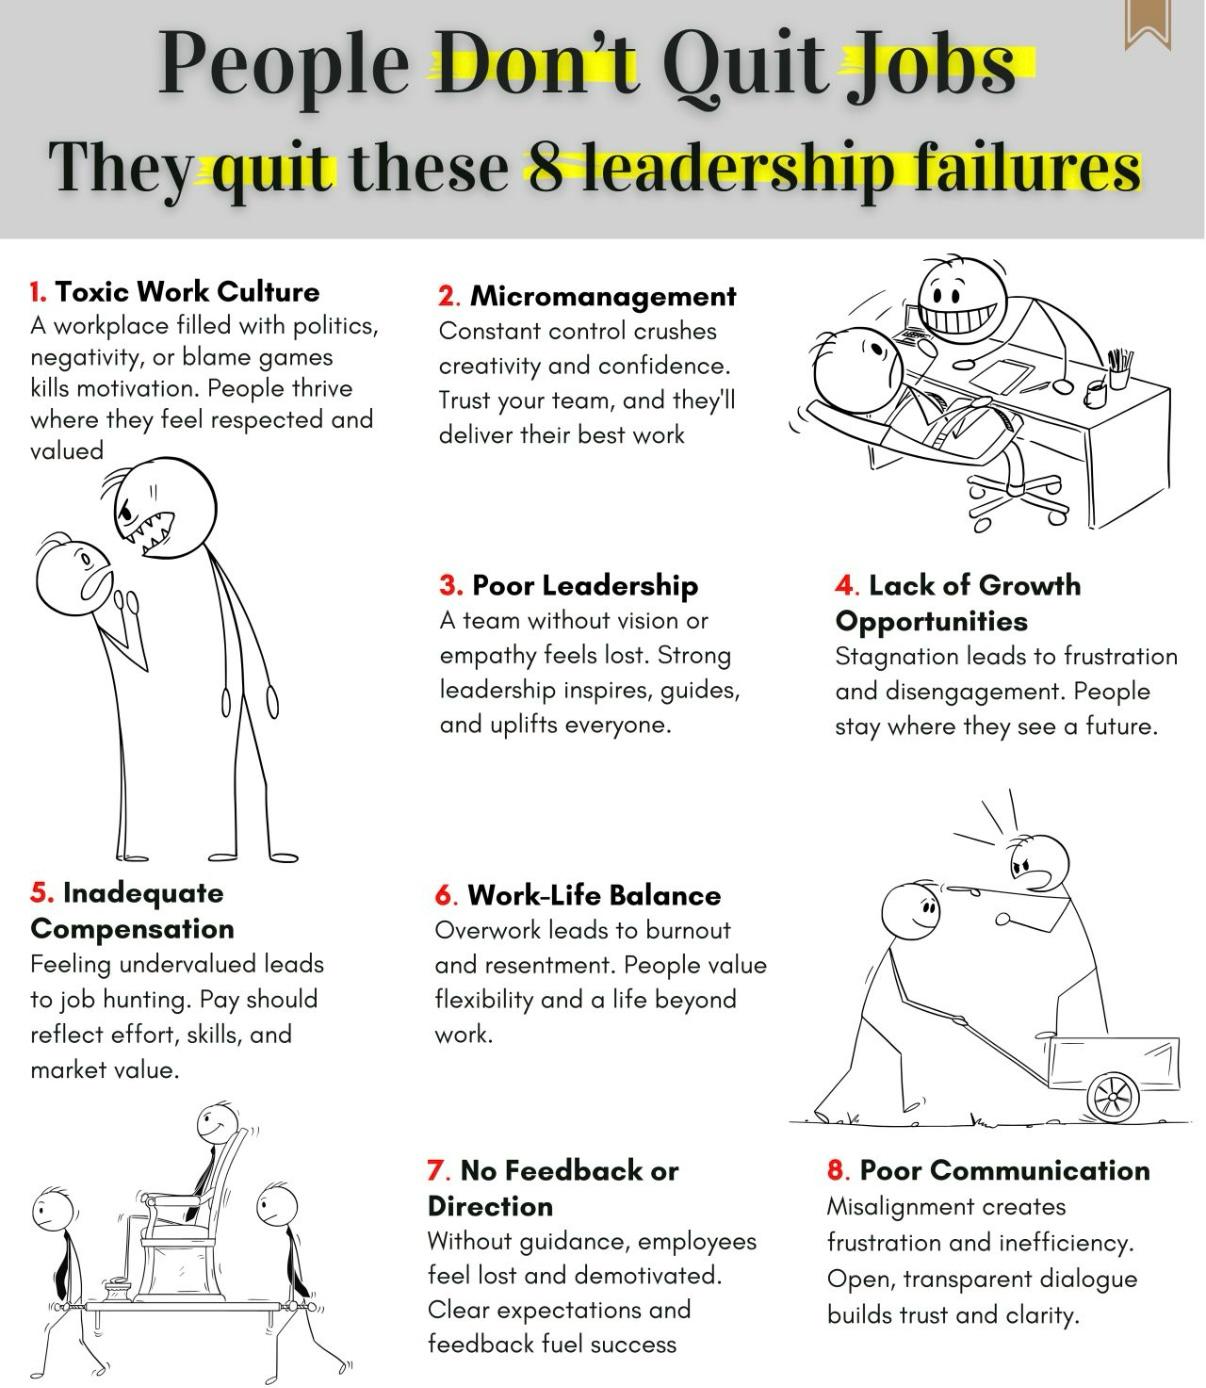 People Don't Quit Jobs
They quit these 8 leadership failures
1. Toxic Work Culture
A workplace filled with politics,
negativity, or blame games
kills motivation. People thrive
where they feel respected and
valued
2. Micromanagement
Constant control crushes
creativity and confidence.
Trust your team, and they'll
deliver their best work
3. Poor Leadership
A team without vision or
empathy feels lost. Strong
leadership inspires, guides,
and uplifts everyone.
4. Lack of Growth
Opportunities
Stagnation leads to frustration
and disengagement. People
stay where they see a future.
5. Inadequate
Compensation
Feeling undervalued leads
to job hunting. Pay should
reflect effort, skills, and
market value.
6. Work-Life Balance
Overwork leads to burnout
and resentment. People value
flexibility and a life beyond
work.
7. No Feedback or
Direction
Without guidance, employees
feel lost and demotivated.
Clear expectations and
feedback fuel success
8. Poor Communication
Misalignment creates
frustration and inefficiency.
Open, transparent dialogue
builds trust and clarity.